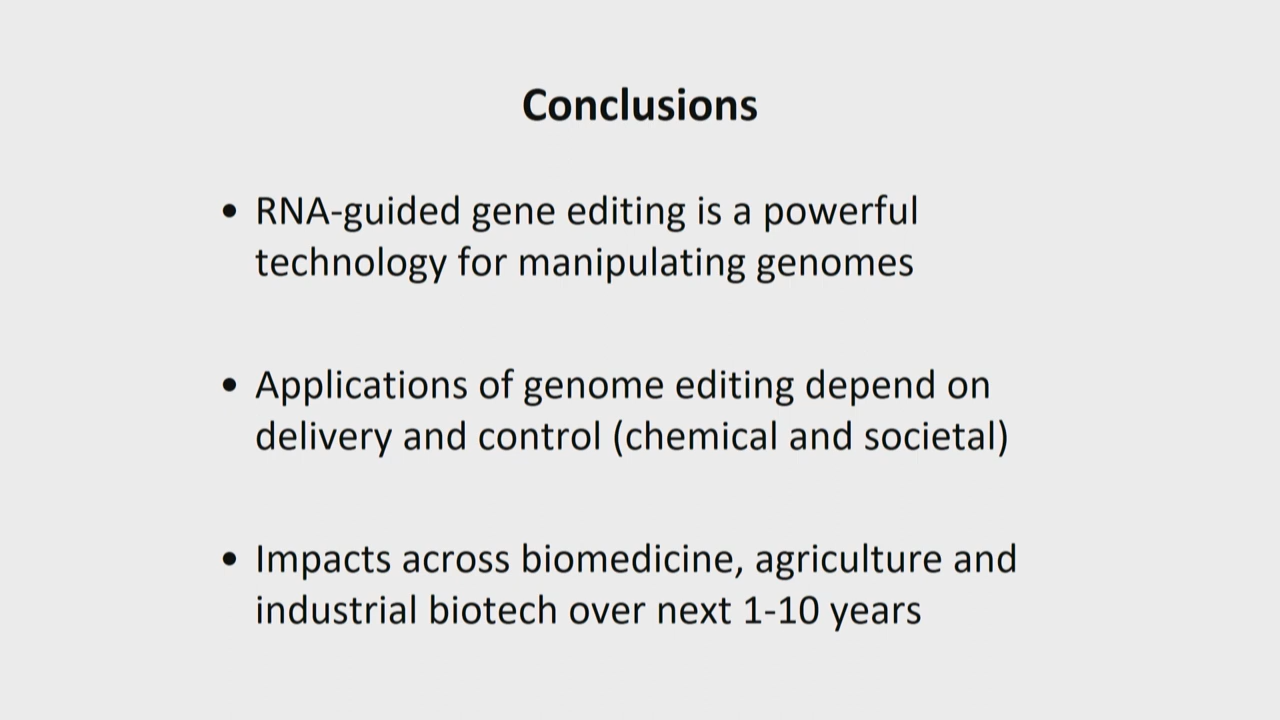 Conclusions
• RNA-guided gene editing is a powerful
technology for manipulating genomes
• Applications of genome editing depend on
delivery and control (chemical and societal)
• Impacts across biomedicine, agriculture and
industrial biotech over next 1-10 years